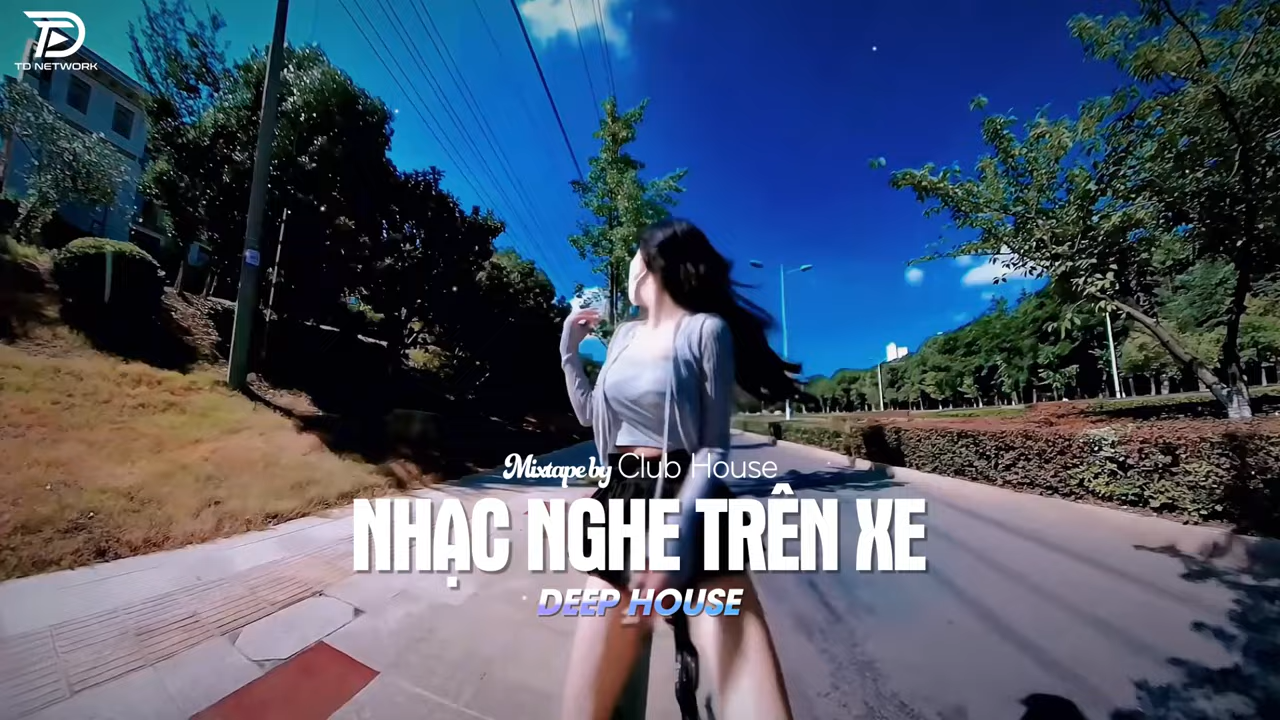 TD NETWORK
Mixtape by Club House
NHẠC NGHE TRÊN XE
DEEP HOUSE